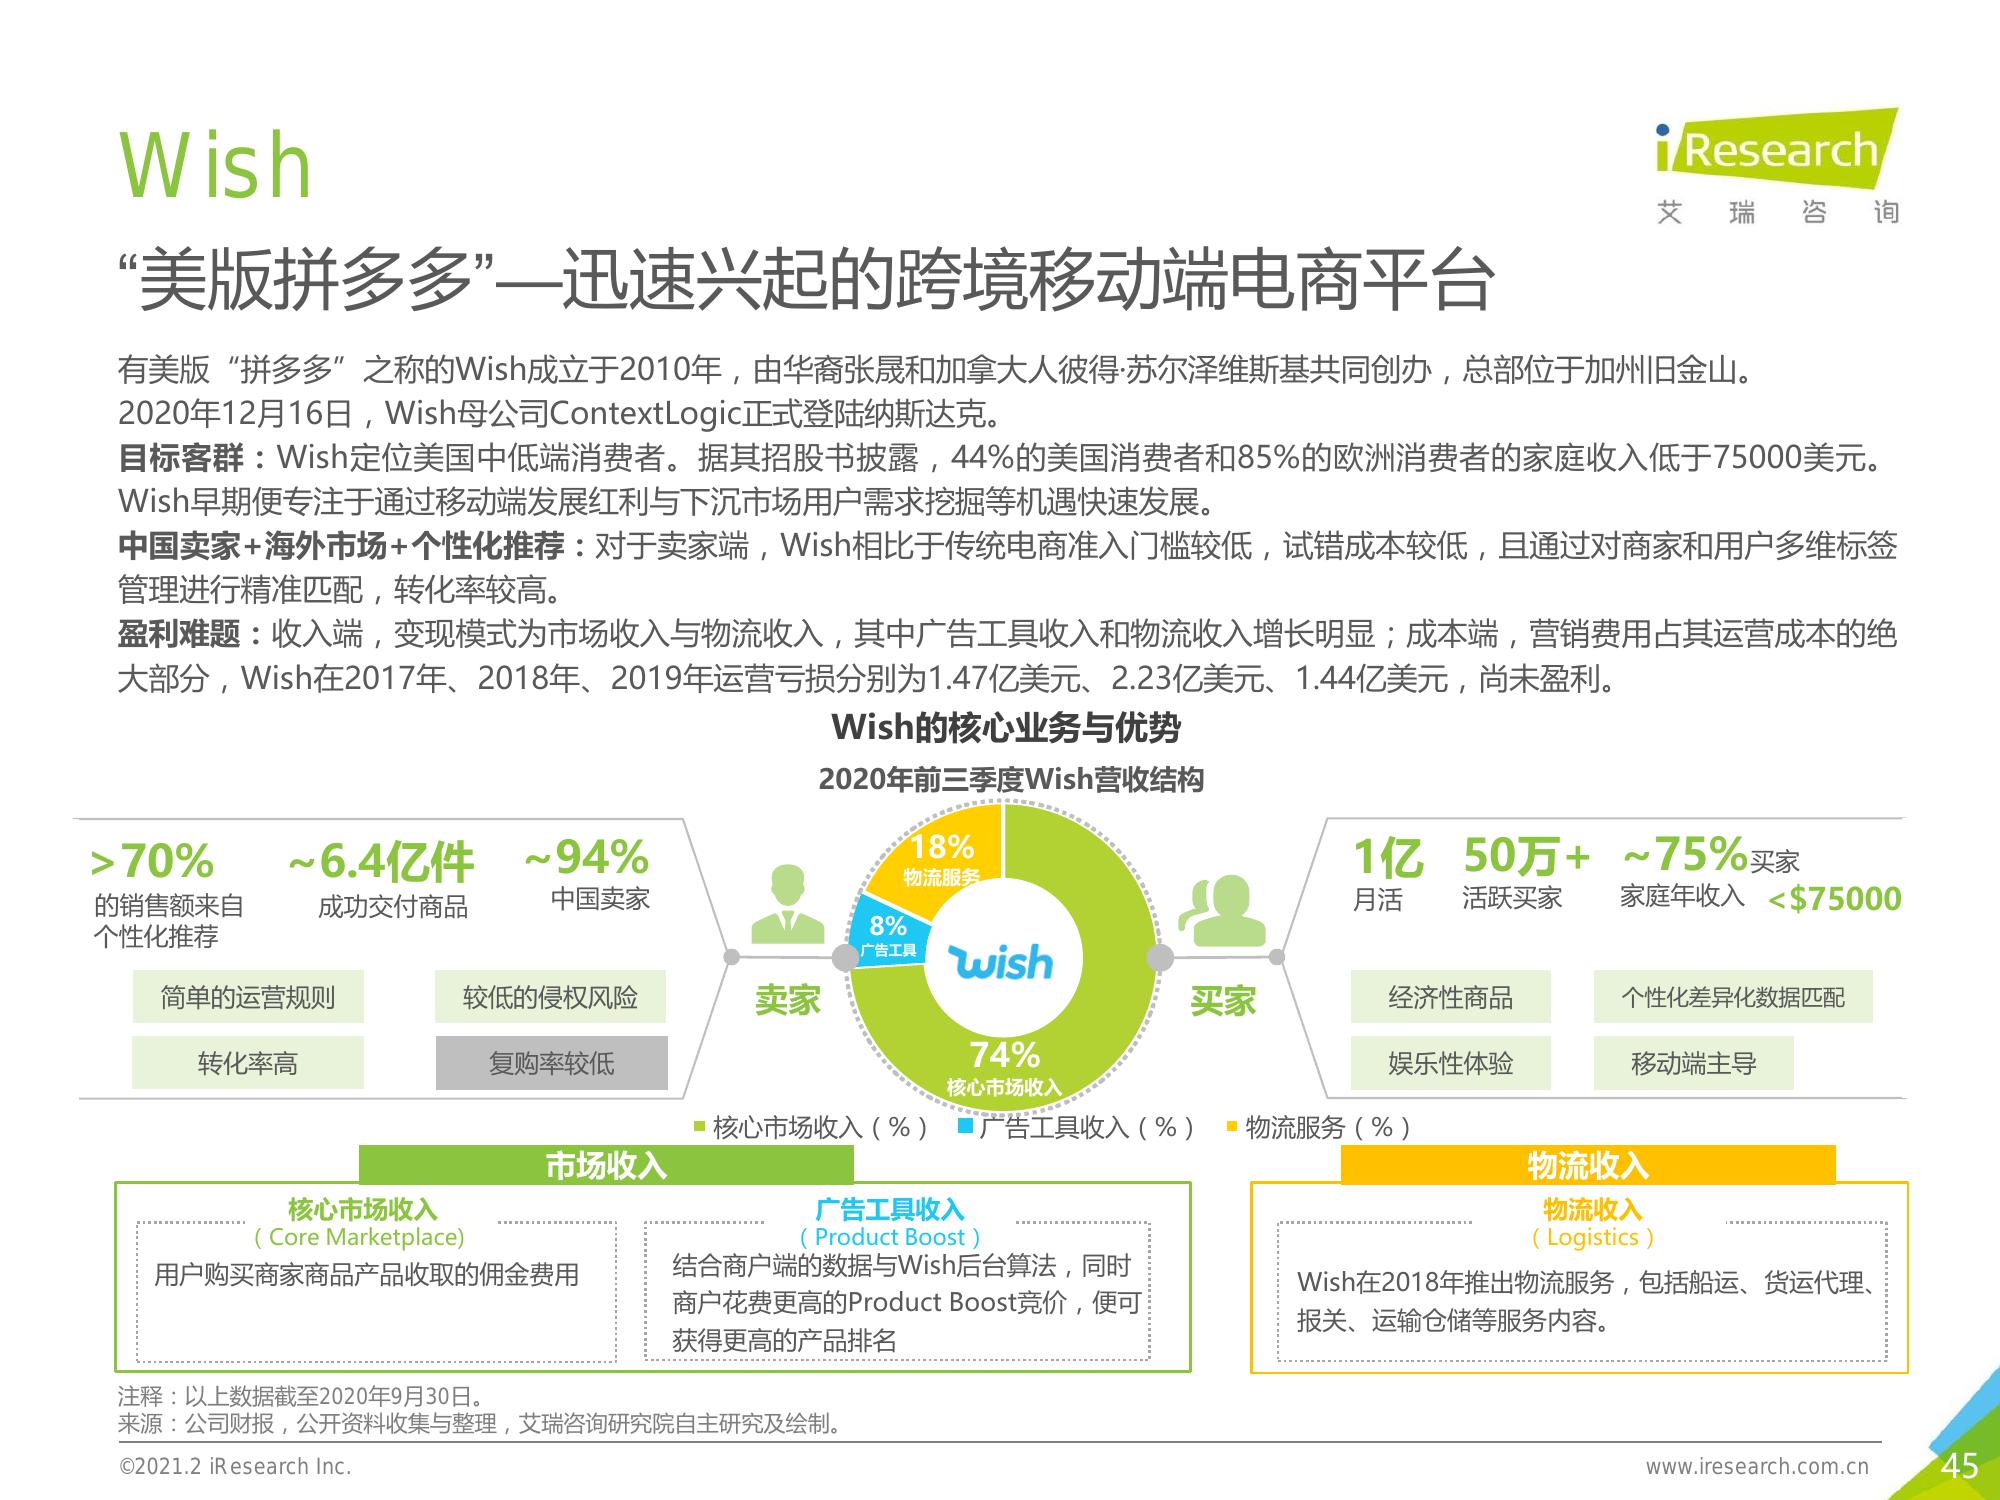 Wish
iResearch
艾瑞咨询
“美版拼多多”—迅速兴起的跨境移动端电商平台
有美版“拼多多”之称的Wish成立于2010年，由华裔张晟和加拿大人彼得·苏尔泽维斯基共同创办，总部位于加州旧金山。
2020年12月16日，Wish母公司ContextLogic正式登陆纳斯达克。
目标客群：Wish定位美国中低端消费者。据其招股书披露，44%的美国消费者和85%的欧洲消费者的家庭收入低于75000美元。
Wish早期便专注于通过移动端发展红利与下沉市场用户需求挖掘等机遇快速发展。
中国卖家+海外市场+个性化推荐：对于卖家端，Wish相比于传统电商准入门槛较低，试错成本较低，且通过对商家和用户多维标签
管理进行精准匹配，转化率较高。
盈利难题：收入端，变现模式为市场收入与物流收入，其中广告工具收入和物流收入增长明显；成本端，营销费用占其运营成本的绝
大部分，Wish在2017年、2018年、2019年运营亏损分别为1.47亿美元、2.23亿美元、1.44亿美元，尚未盈利。
Wish的核心业务与优势
2020年前三季度Wish营收结构
>70%
的销售额来自
个性化推荐
~6.4亿件
成功交付商品
~94%
中国卖家
简单的运营规则
较低的侵权风险
转化率高
复购率较低
卖家
18%
物流服务
8%
广告工具
wish
74%
核心市场收入
买家
1亿
月活
50万+
活跃买家
~75%买家
家庭年收入 <$75000
经济性商品
个性化差异化数据匹配
娱乐性体验
移动端主导
核心市场收入（%） 广告工具收入（%） 物流服务（%）
市场收入
核心市场收入
（Core Marketplace)
用户购买商家商品产品收取的佣金费用
广告工具收入
（Product Boost）
结合商户端的数据与Wish后台算法，同时
商户花费更高的Product Boost竞价，便可
获得更高的产品排名
物流收入
物流收入
（Logistics）
Wish在2018年推出物流服务，包括船运、货运代理、
报关、运输仓储等服务内容。
注释：以上数据截至2020年9月30日。
来源：公司财报，公开资料收集与整理，艾瑞咨询研究院自主研究及绘制。
©2021.2 iResearch Inc.
www.iresearch.com.cn
45